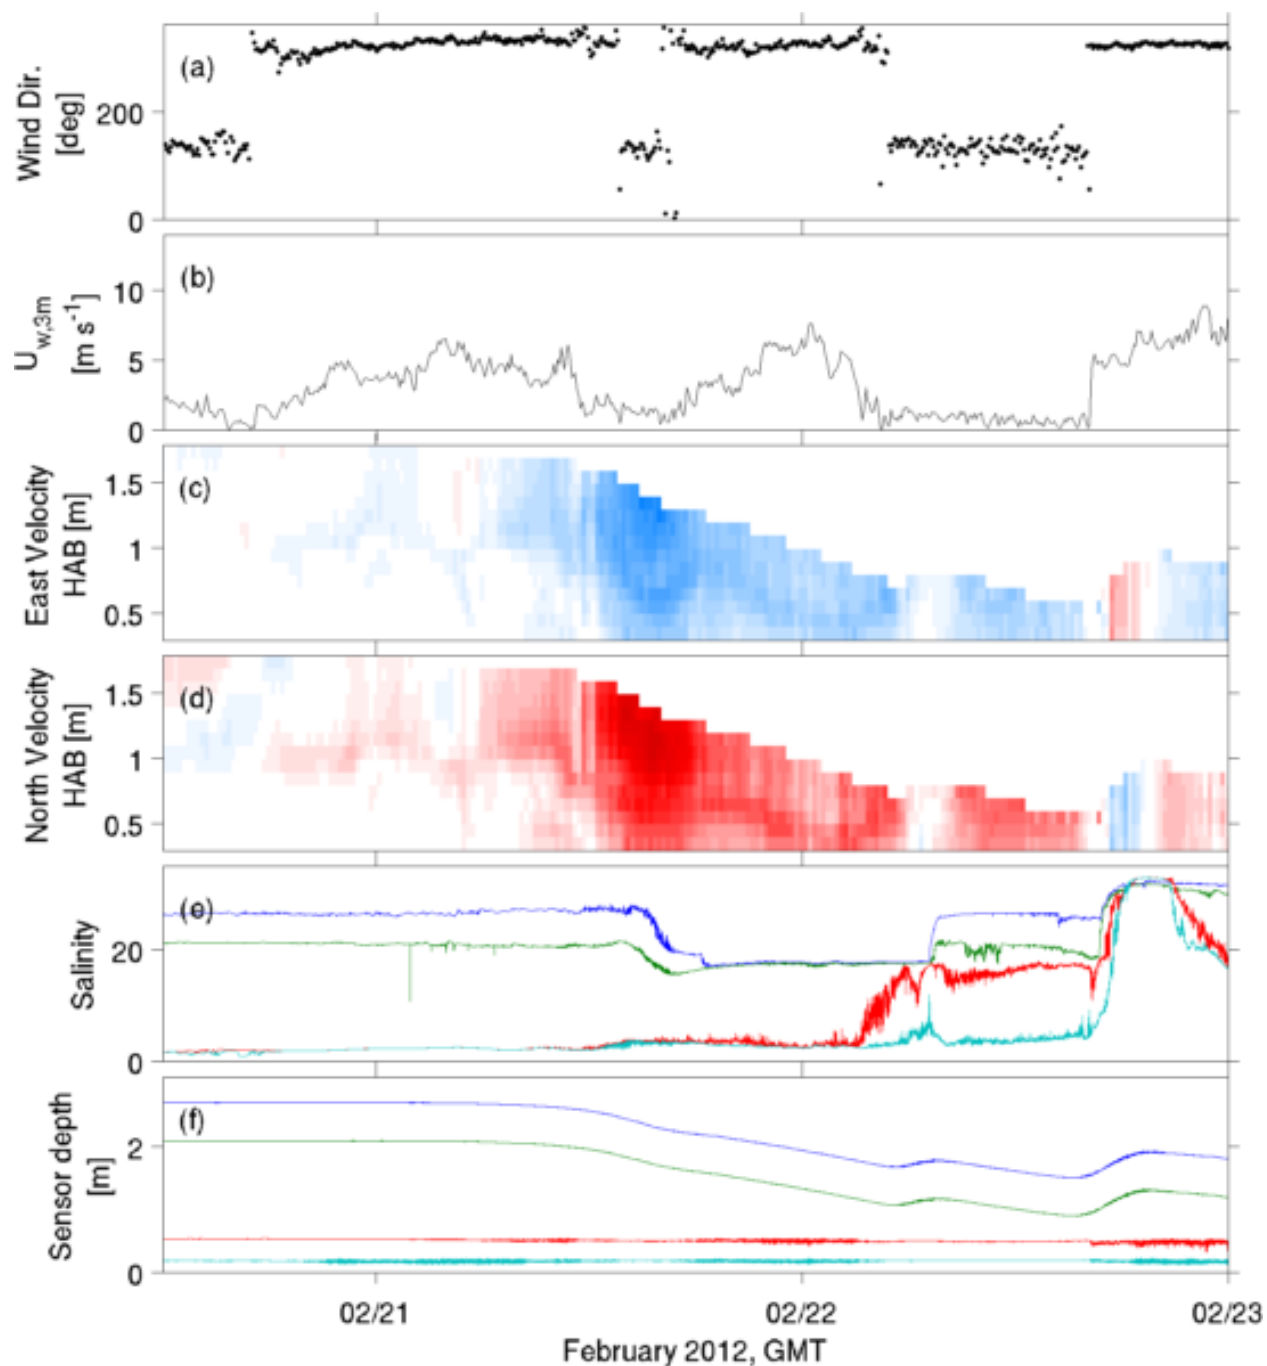 (a)
Wind Dir.
[deg]
200
0
(b)
U_w,3m
[m s⁻¹]
10
5
0
(c)
East Velocity
HAB [m]
1.5
1
0.5
(d)
North Velocity
HAB [m]
1.5
1
0.5
(e)
Salinity
20
0
(f)
Sensor depth
[m]
2
0
02/21 02/22 02/23
February 2012, GMT